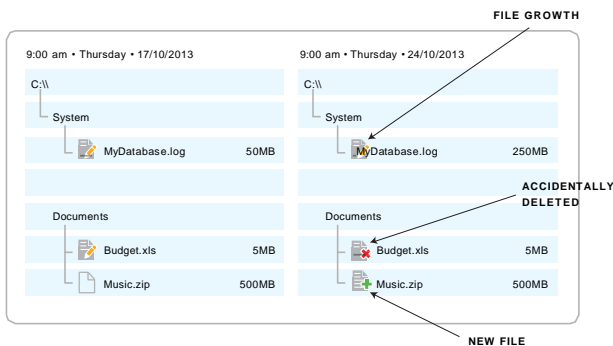 FILE GROWTH
9:00 am • Thursday • 17/10/2013
C:\\
System
MyDatabase.log 50MB
Documents
Budget.xls 5MB
Music.zip 500MB
9:00 am • Thursday • 24/10/2013
C:\\
System
MyDatabase.log 250MB
Documents
Budget.xls 5MB
Music.zip 500MB
ACCIDENTALLY
DELETED
NEW FILE